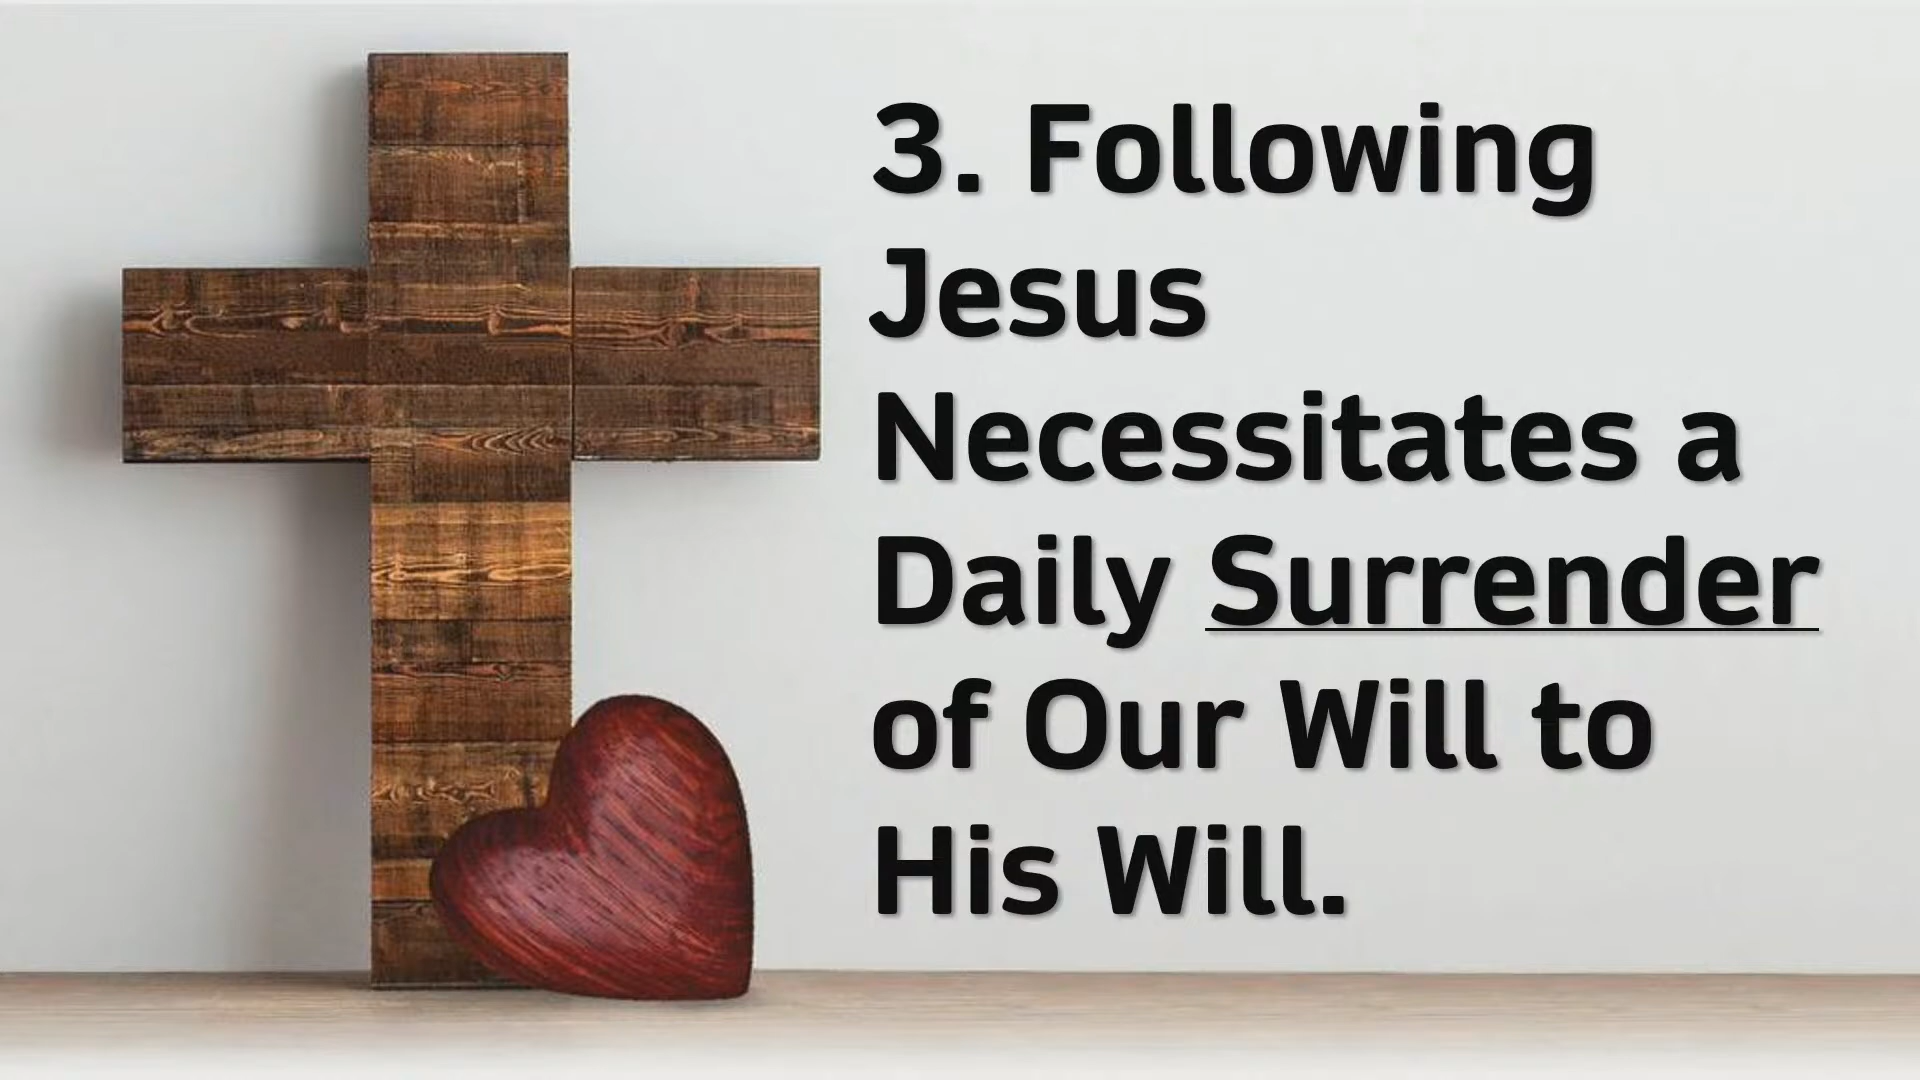 3. Following
Jesus
Necessitates a
Daily Surrender
of Our Will to
His Will.